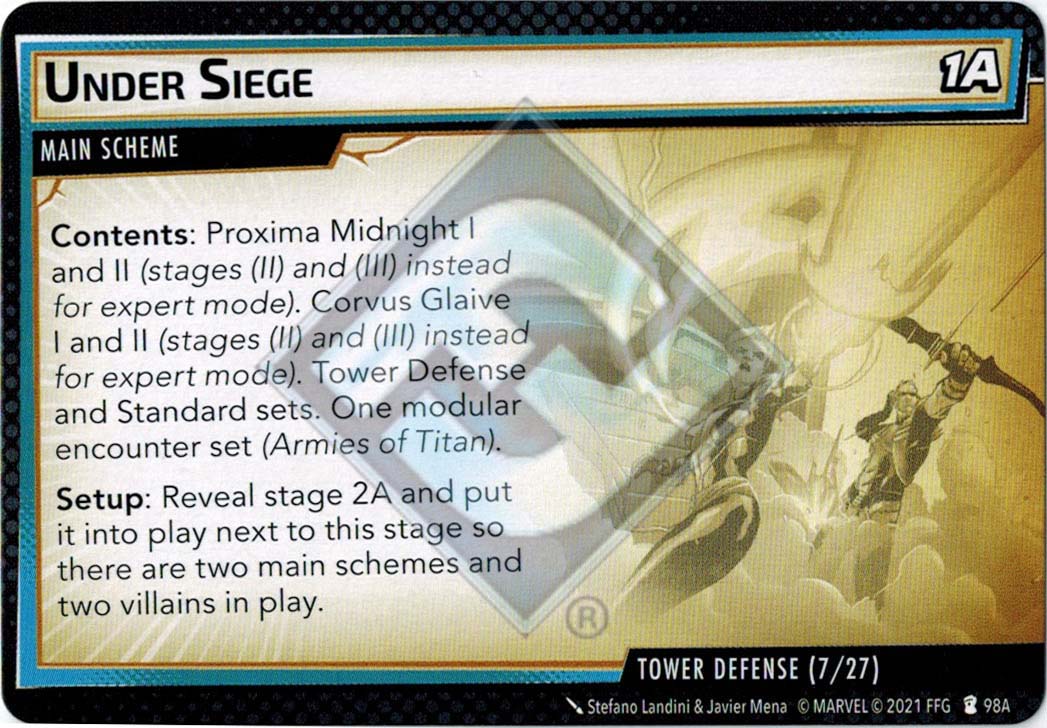 UNDER SIEGE
1A
MAIN SCHEME
Contents: Proxima Midnight I
and II (stages (II) and (III) instead
for expert mode). Corvus Glaive
I and II (stages (II) and (III) instead
for expert mode). Tower Defense
and Standard sets. One modular
encounter set (Armies of Titan).
Setup: Reveal stage 2A and put
it into play next to this stage so
there are two main schemes and
two villains in play.
®
TOWER DEFENSE (7/27)
Stefano Landini & Javier Mena © MARVEL © 2021 FFG 98A